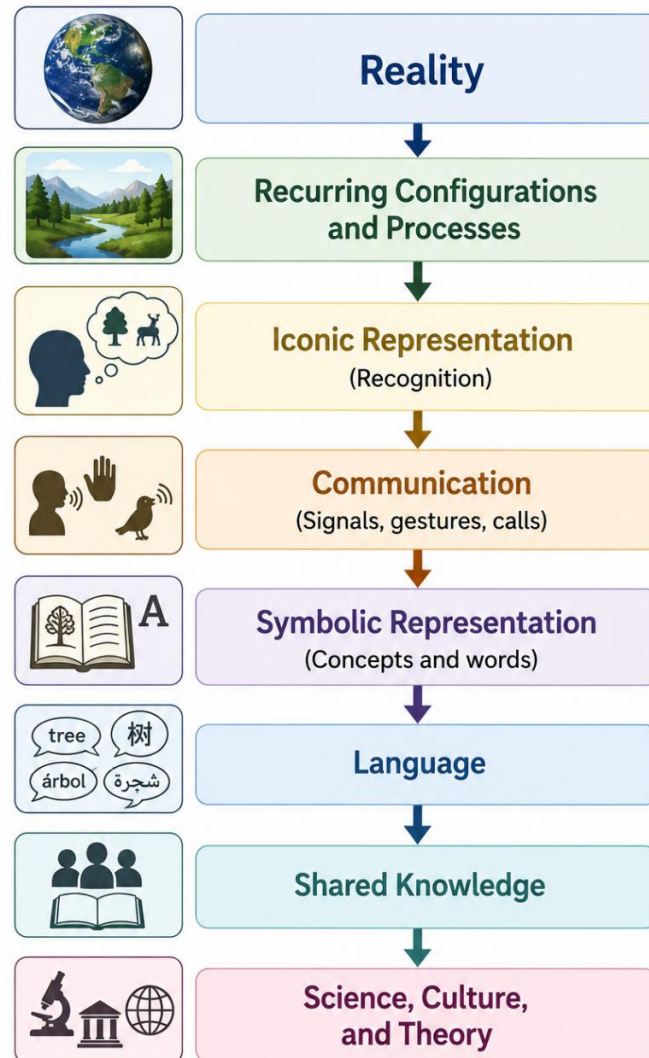 Reality
Recurring Configurations
and Processes
Iconic Representation
(Recognition)
Communication
(Signals, gestures, calls)
A
Symbolic Representation
(Concepts and words)
tree
树
árbol
شجرة
Language
Shared Knowledge
Science, Culture,
and Theory